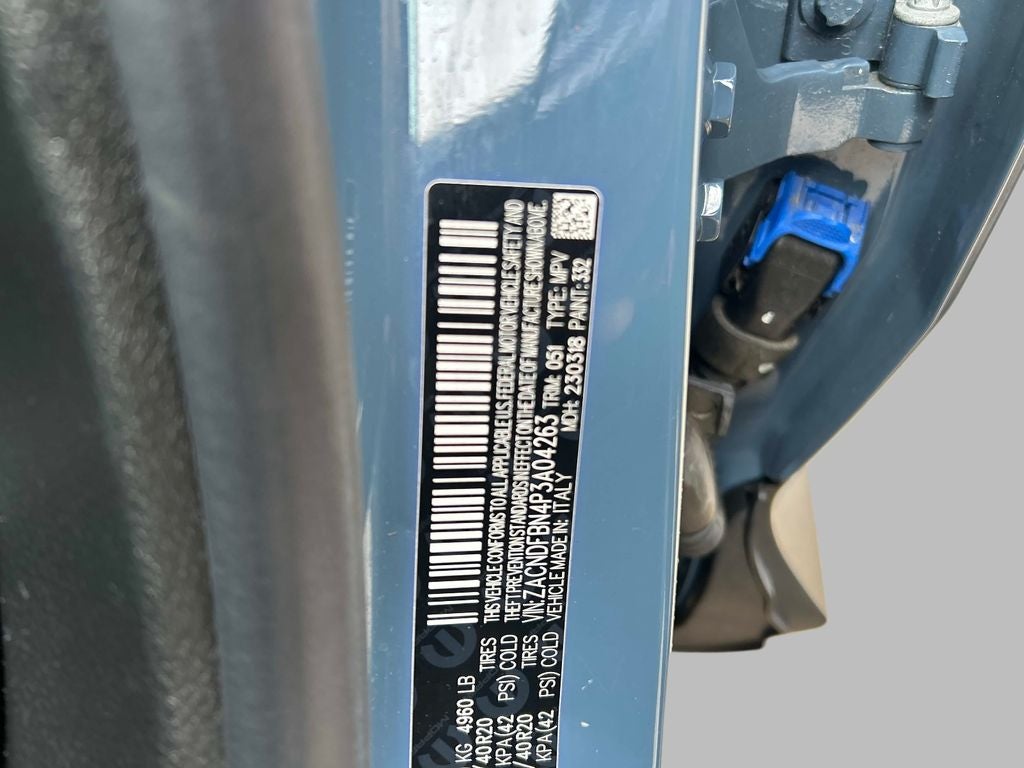 KG 4960 LB
/40R20 TIRES
KPA(42 PSI) COLD
/40R20 TIRES
KPA(42 PSI) COLD
THIS VEHICLE CONFORMS TO ALL APPLICABLE U.S. FEDERAL MOTOR VEHICLE SAFETY AND
THEFT PREVENTION STANDARDS IN EFFECT ON THE DATE OF MANUFACTURE SHOWN ABOVE.
VIN: ZACNDFBN4P3A04263 TRIM: 051 TYPE: MPV
VEHICLE MADE IN: ITALY MDH: 230318 PAINT: 332